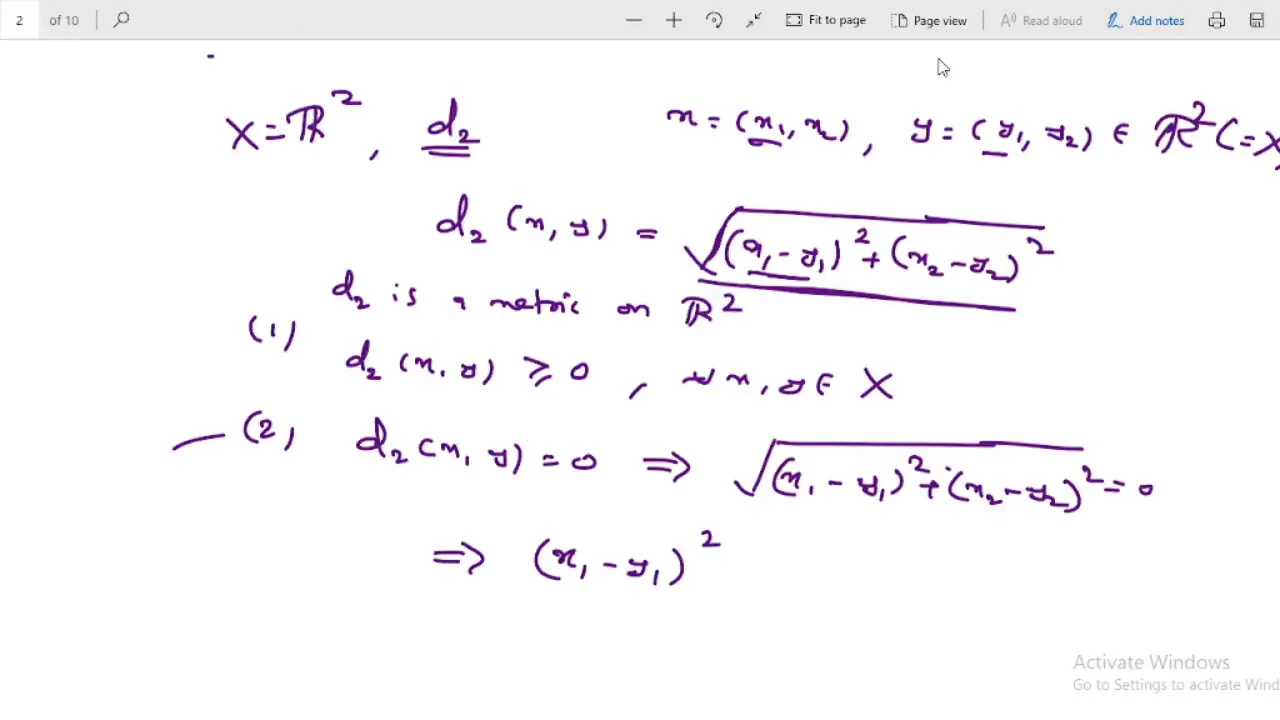 2 of 10 Fit to page Page view Read aloud Add notes
X = ℝ², d₂ x = (x₁, x₂), y = (y₁, y₂) ∈ ℝ² (= X
d₂(x, y) = √((x₁ - y₁)² + (x₂ - y₂)²)
d₂ is a metric on ℝ²
(1)
d₂(x, y) ⩾ 0, ∀ x, y ∈ X
(2) d₂(x, y) = 0 ⇒ √((x₁ - y₁)² + (x₂ - y₂)²) = 0
⇒ (x₁ - y₁)²
Activate Windows
Go to Settings to activate Wind